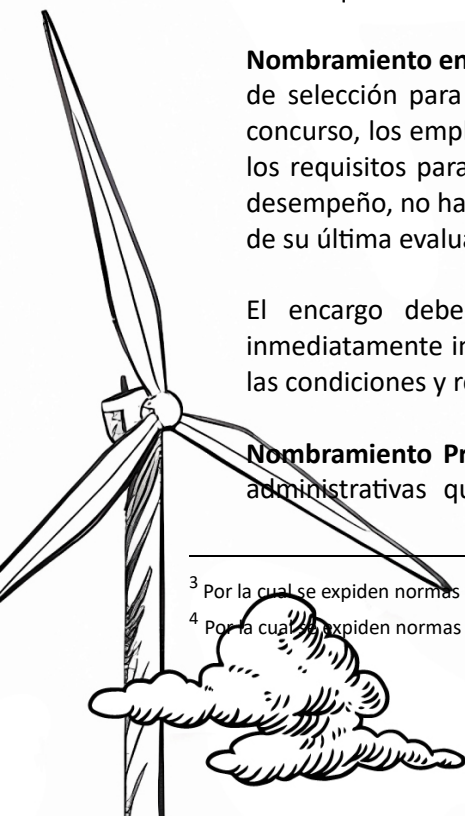 Nombramiento en
de selección para
concurso, los empl
los requisitos para
desempeño, no ha
de su última evalua
El encargo debe
inmediatamente in
las condiciones y re
Nombramiento Pr
administrativas qu
3 Por la cual se expiden normas
4 Por la cual se expiden normas